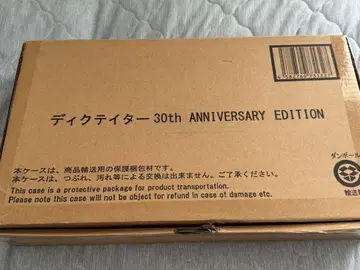 ディクテイター 30th ANNIVERSARY EDITION
本ケースは、商品輸送用の保護梱包材です。
本ケースは、つぶれ、汚れ等による交換は出来ません。ご了承ください。
This case is a protective package for product transportation.
Please note this case will not be object for refund in case of damage etc.
ダンボール